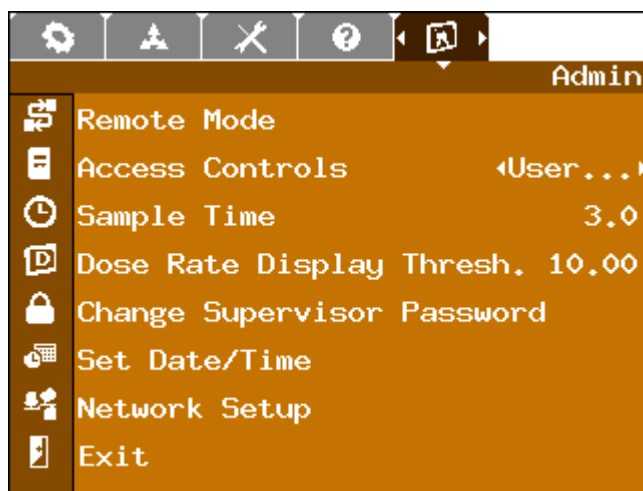 Admin
Remote Mode
Access Controls User...
Sample Time 3.0
Dose Rate Display Thresh. 10.00
Change Supervisor Password
Set Date/Time
Network Setup
Exit